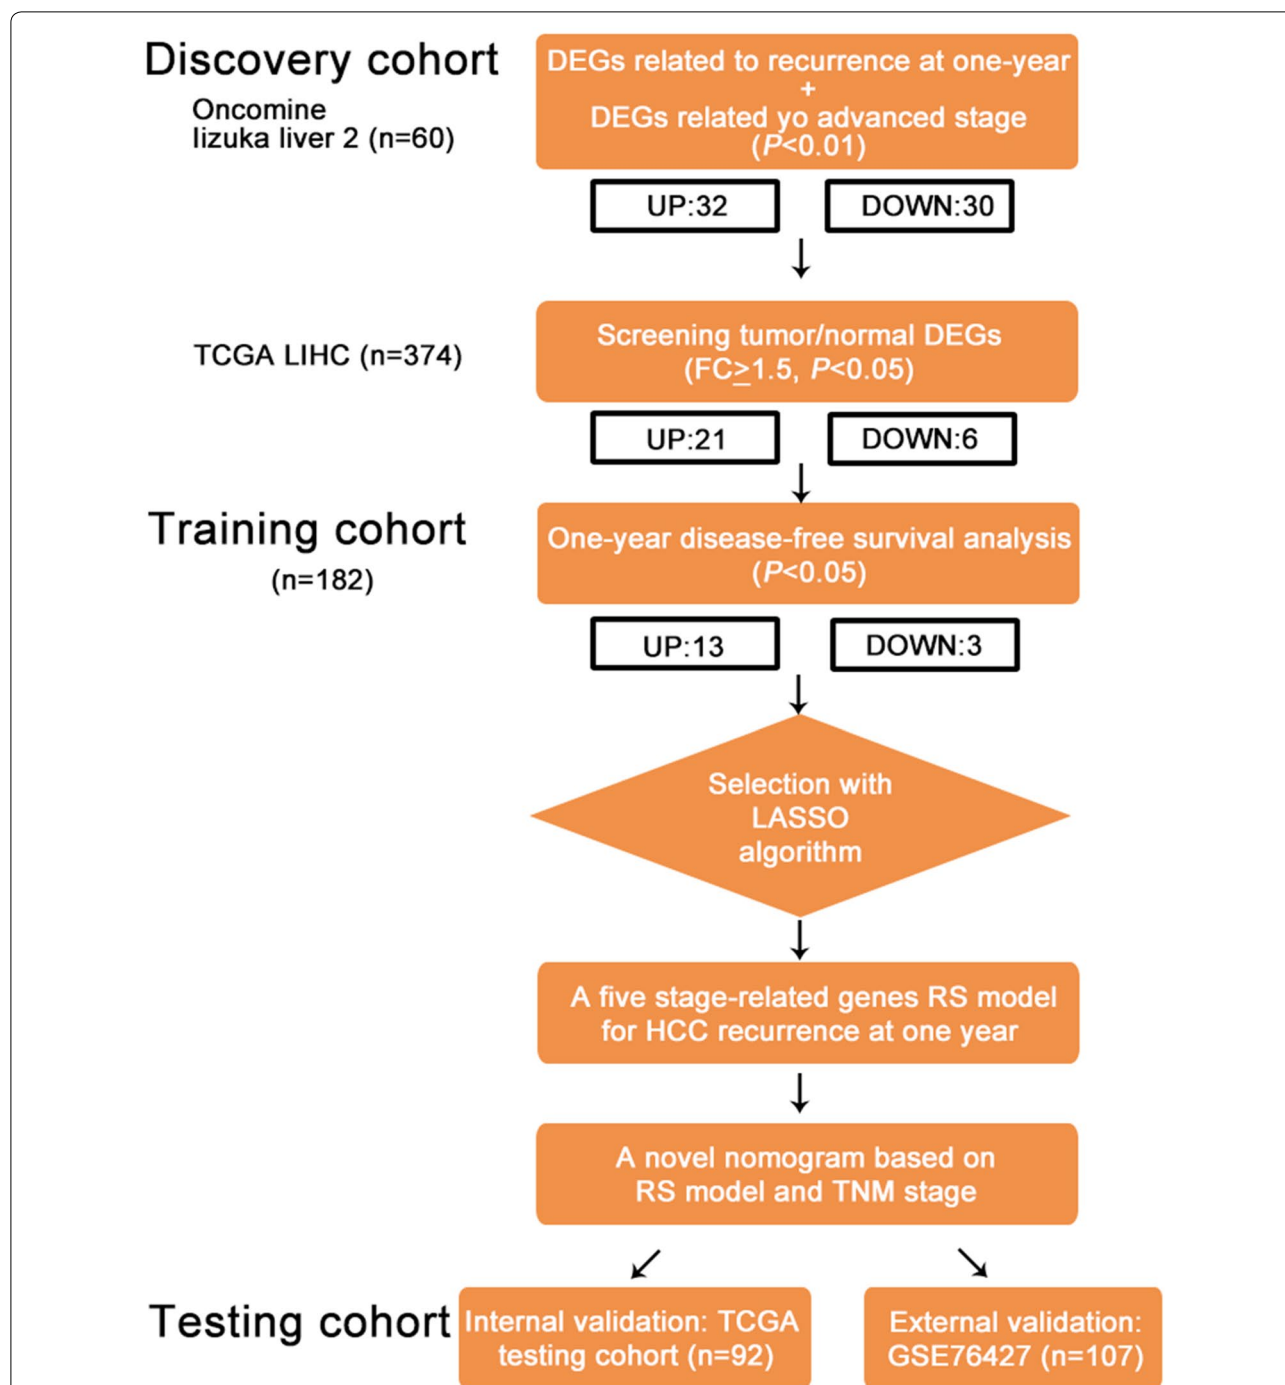 Discovery cohort
Oncomine
Iizuka liver 2 (n=60)
DEGs related to recurrence at one-year
+
DEGs related yo advanced stage
(P<0.01)
UP:32
DOWN:30
TCGA LIHC (n=374)
Screening tumor/normal DEGs
(FC≥1.5, P<0.05)
UP:21
DOWN:6
Training cohort
(n=182)
One-year disease-free survival analysis
(P<0.05)
UP:13
DOWN:3
Selection with
LASSO
algorithm
A five stage-related genes RS model
for HCC recurrence at one year
A novel nomogram based on
RS model and TNM stage
Testing cohort
Internal validation: TCGA
testing cohort (n=92)
External validation:
GSE76427 (n=107)